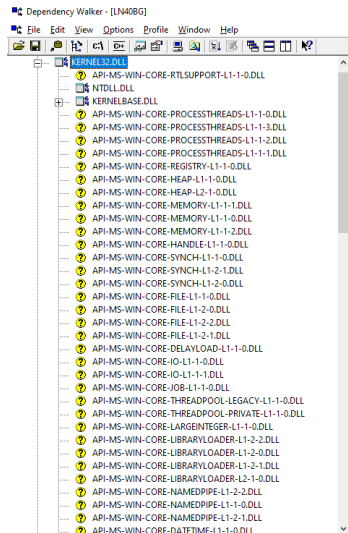 Dependency Walker - [LN40BG]
File Edit View Options Profile Window Help
KERNEL32.DLL
API-MS-WIN-CORE-RTLSUPPORT-L1-1-0.DLL
NTDLL.DLL
KERNELBASE.DLL
API-MS-WIN-CORE-PROCESSTHREADS-L1-1-0.DLL
API-MS-WIN-CORE-PROCESSTHREADS-L1-1-3.DLL
API-MS-WIN-CORE-PROCESSTHREADS-L1-1-2.DLL
API-MS-WIN-CORE-PROCESSTHREADS-L1-1-1.DLL
API-MS-WIN-CORE-REGISTRY-L1-1-0.DLL
API-MS-WIN-CORE-HEAP-L1-1-0.DLL
API-MS-WIN-CORE-HEAP-L2-1-0.DLL
API-MS-WIN-CORE-MEMORY-L1-1-1.DLL
API-MS-WIN-CORE-MEMORY-L1-1-0.DLL
API-MS-WIN-CORE-MEMORY-L1-1-2.DLL
API-MS-WIN-CORE-HANDLE-L1-1-0.DLL
API-MS-WIN-CORE-SYNCH-L1-1-0.DLL
API-MS-WIN-CORE-SYNCH-L1-2-1.DLL
API-MS-WIN-CORE-SYNCH-L1-2-0.DLL
API-MS-WIN-CORE-FILE-L1-1-0.DLL
API-MS-WIN-CORE-FILE-L1-2-0.DLL
API-MS-WIN-CORE-FILE-L1-2-2.DLL
API-MS-WIN-CORE-FILE-L1-2-1.DLL
API-MS-WIN-CORE-DELAYLOAD-L1-1-0.DLL
API-MS-WIN-CORE-IO-L1-1-0.DLL
API-MS-WIN-CORE-IO-L1-1-1.DLL
API-MS-WIN-CORE-JOB-L1-1-0.DLL
API-MS-WIN-CORE-THREADPOOL-LEGACY-L1-1-0.DLL
API-MS-WIN-CORE-THREADPOOL-PRIVATE-L1-1-0.DLL
API-MS-WIN-CORE-LARGEINTEGER-L1-1-0.DLL
API-MS-WIN-CORE-LIBRARYLOADER-L1-2-2.DLL
API-MS-WIN-CORE-LIBRARYLOADER-L1-2-0.DLL
API-MS-WIN-CORE-LIBRARYLOADER-L1-2-1.DLL
API-MS-WIN-CORE-LIBRARYLOADER-L2-1-0.DLL
API-MS-WIN-CORE-NAMEDPIPE-L1-2-2.DLL
API-MS-WIN-CORE-NAMEDPIPE-L1-1-0.DLL
API-MS-WIN-CORE-NAMEDPIPE-L1-2-1.DLL
API-MS-WIN-CORE-DATETIME-L1-1-0.DLL